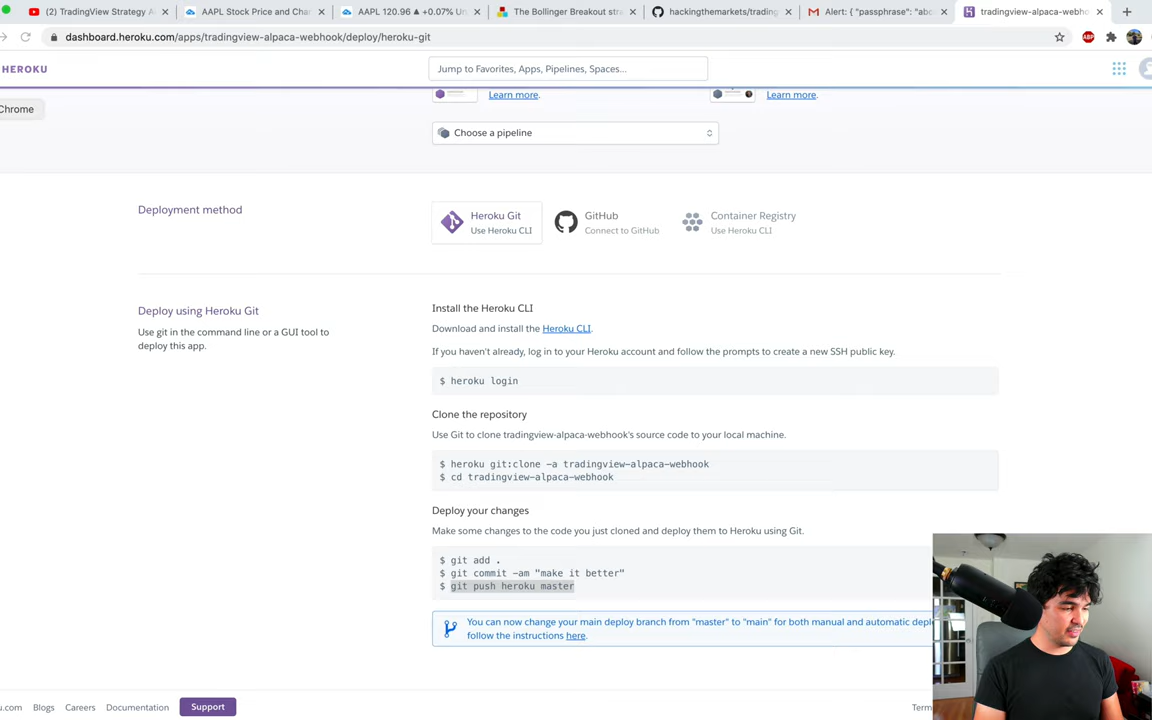 (2) TradingView Strategy A
AAPL Stock Price and Char
AAPL 120.96 ▲ +0.07% Un
The Bollinger Breakout stra
hackingthemarkets/trading
Alert: { "passphrase": "abc
tradingview-alpaca-webho
dashboard.heroku.com/apps/tradingview-alpaca-webhook/deploy/heroku-git
ABP
HEROKU
Jump to Favorites, Apps, Pipelines, Spaces...
Chrome
Learn more.
Learn more.
Choose a pipeline
Deployment method
Heroku Git
Use Heroku CLI
GitHub
Connect to GitHub
Container Registry
Use Heroku CLI
Deploy using Heroku Git
Use git in the command line or a GUI tool to
deploy this app.
Install the Heroku CLI
Download and install the Heroku CLI.
If you haven't already, log in to your Heroku account and follow the prompts to create a new SSH public key.
$ heroku login
Clone the repository
Use Git to clone tradingview-alpaca-webhook's source code to your local machine.
$ heroku git:clone -a tradingview-alpaca-webhook
$ cd tradingview-alpaca-webhook
Deploy your changes
Make some changes to the code you just cloned and deploy them to Heroku using Git.
$ git add .
$ git commit -am "make it better"
$ git push heroku master
You can now change your main deploy branch from "master" to "main" for both manual and automatic depl
follow the instructions here.
ku.com
Blogs
Careers
Documentation
Support
Term